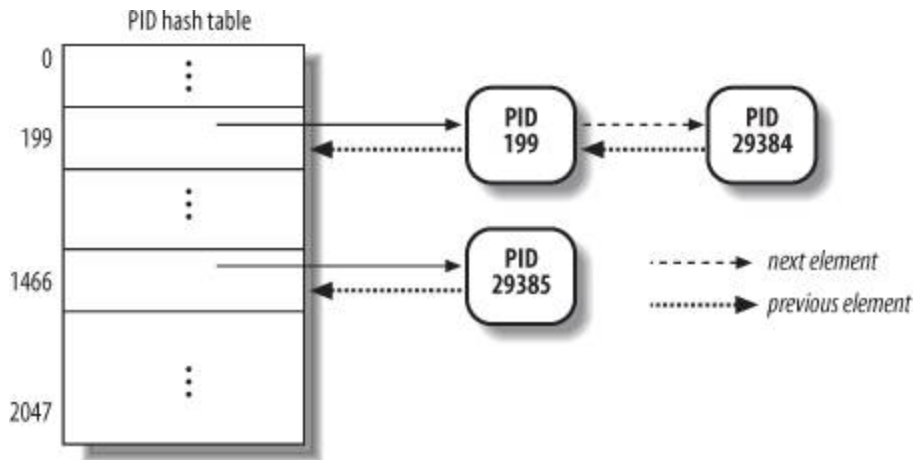 PID hash table
0
199
1466
2047
PID
199
PID
29384
PID
29385
next element
previous element